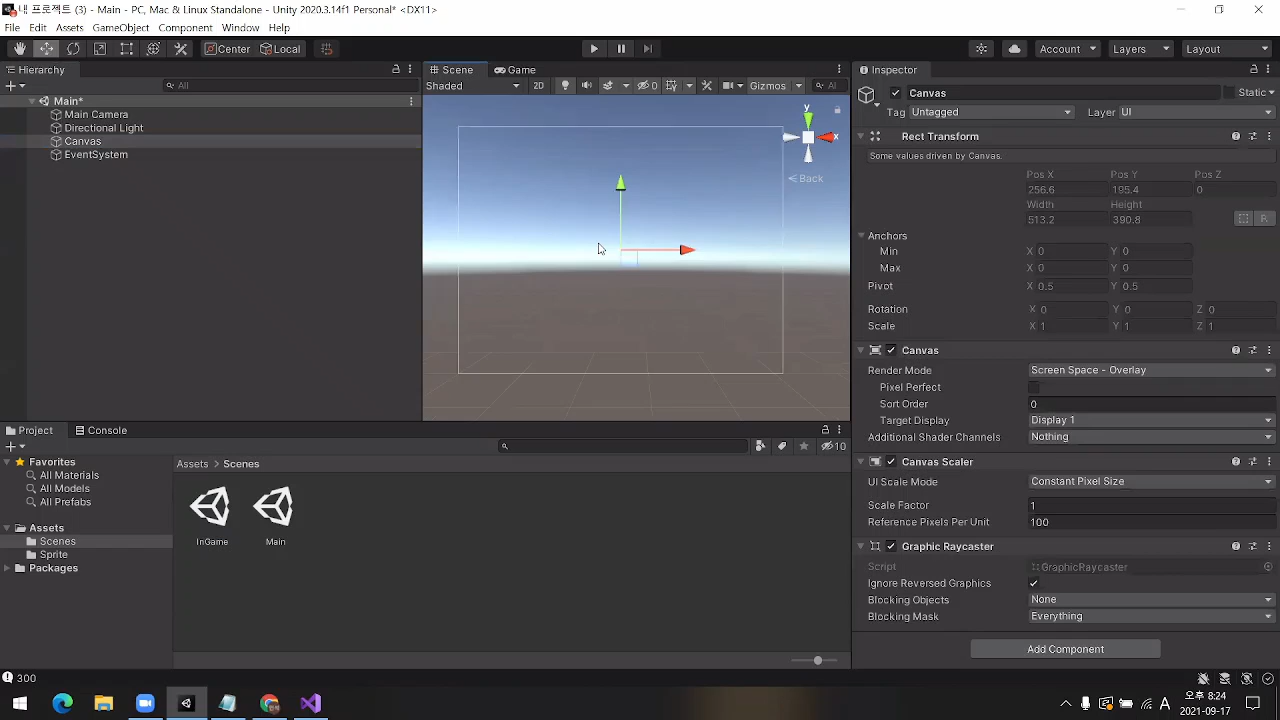 내 프로젝트 (3) - Main - PC, Mac & Linux Standalone - Unity 2020.3.14f1 Personal* <DX11>
File Edit Assets GameObject Component Window Help
Center Local Account Layers Layout
Hierarchy
All
Main*
Main Camera
Directional Light
Canvas
EventSystem
Scene Game
Shaded 2D 0 Gizmos Al
y
x
Back
Inspector
Canvas Static
Tag Untagged Layer UI
Rect Transform
Some values driven by Canvas.
Pos X Pos Y Pos Z
256.6 195.4 0
Width Height
513.2 390.8 R
Anchors
Min X 0 Y 0
Max X 0 Y 0
Pivot X 0.5 Y 0.5
Rotation X 0 Y 0 Z 0
Scale X 1 Y 1 Z 1
Canvas
Render Mode Screen Space - Overlay
Pixel Perfect
Sort Order 0
Target Display Display 1
Additional Shader Channels Nothing
Canvas Scaler
UI Scale Mode Constant Pixel Size
Scale Factor 1
Reference Pixels Per Unit 100
Graphic Raycaster
Script GraphicRaycaster
Ignore Reversed Graphics
Blocking Objects None
Blocking Mask Everything
Add Component
Project Console
10
Favorites
All Materials
All Models
All Prefabs
Assets
Scenes
Sprite
Packages
Assets > Scenes
InGame Main
300
A 오후 8:24
2021-09-17